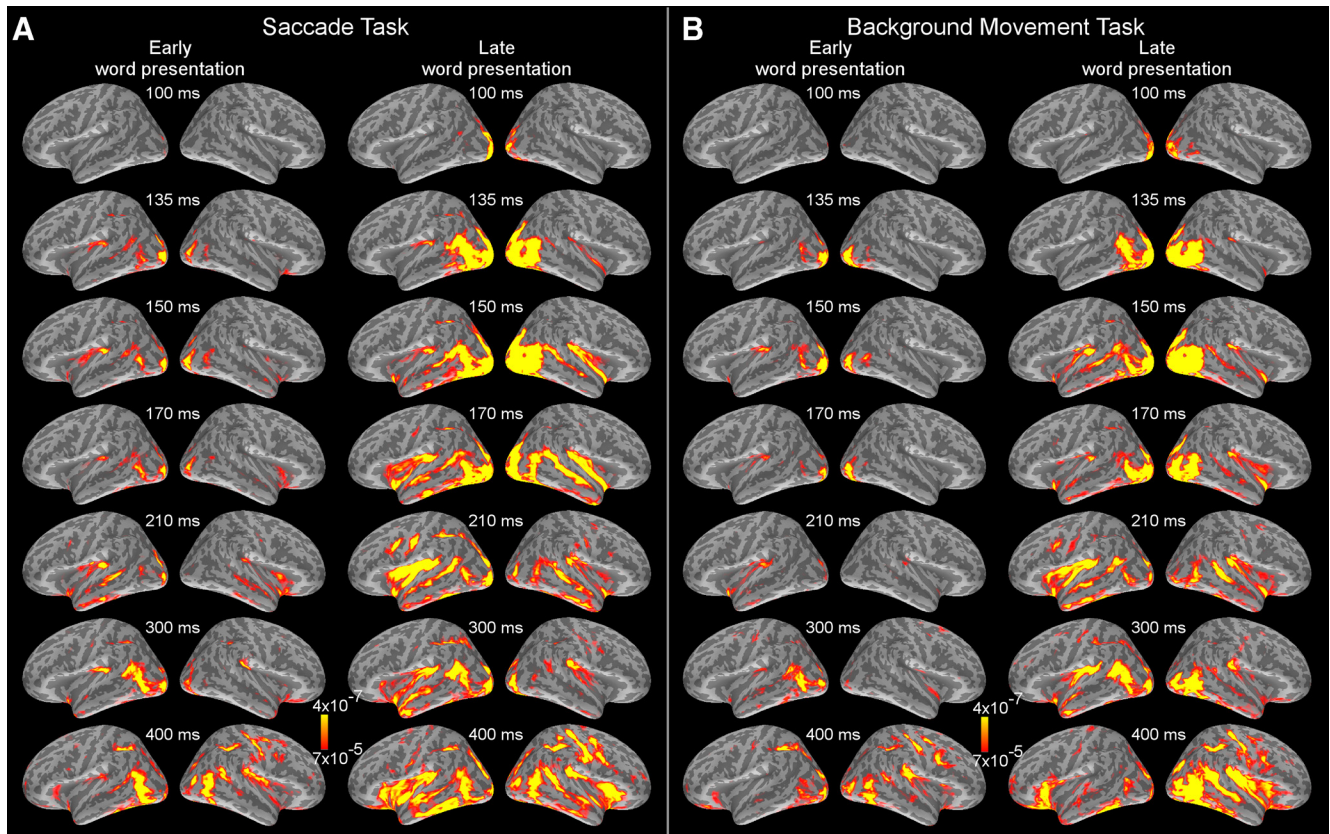 A
Saccade Task
Early
word presentation
Late
word presentation
100 ms
100 ms
135 ms
135 ms
150 ms
150 ms
170 ms
170 ms
210 ms
210 ms
300 ms
300 ms
4x10⁻⁷
7x10⁻⁵
400 ms
400 ms
B
Background Movement Task
Early
word presentation
Late
word presentation
100 ms
100 ms
135 ms
135 ms
150 ms
150 ms
170 ms
170 ms
210 ms
210 ms
300 ms
300 ms
4x10⁻⁷
7x10⁻⁵
400 ms
400 ms